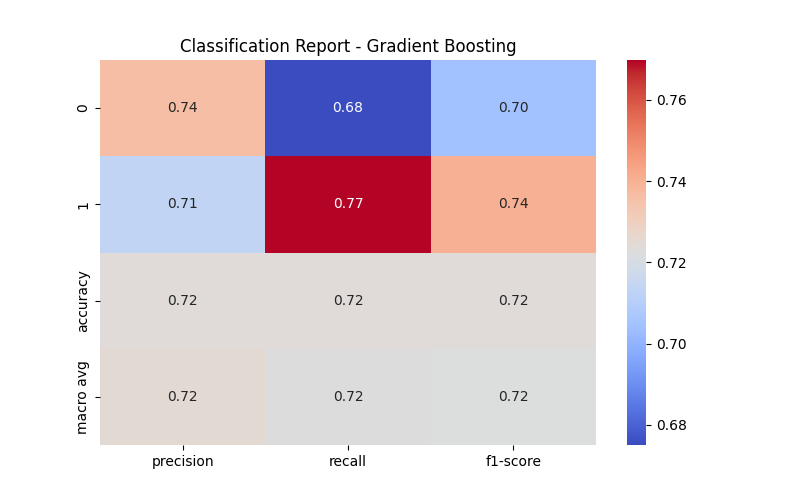 Classification Report - Gradient Boosting
0 0.74 0.68 0.70
1 0.71 0.77 0.74
accuracy 0.72 0.72 0.72
macro avg 0.72 0.72 0.72
precision recall f1-score
0.76
0.74
0.72
0.70
0.68